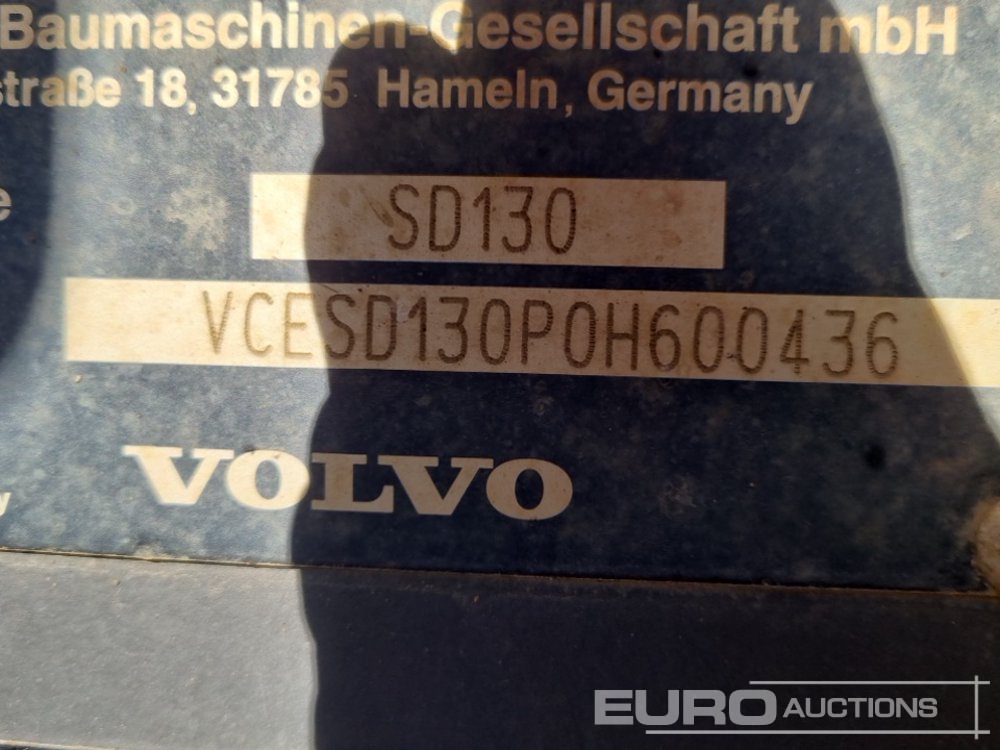 Baumaschinen-Gesellschaft mbH
straße 18, 31785 Hameln, Germany
SD130
VCESD130P0H600436
VOLVO
EURO AUCTIONS